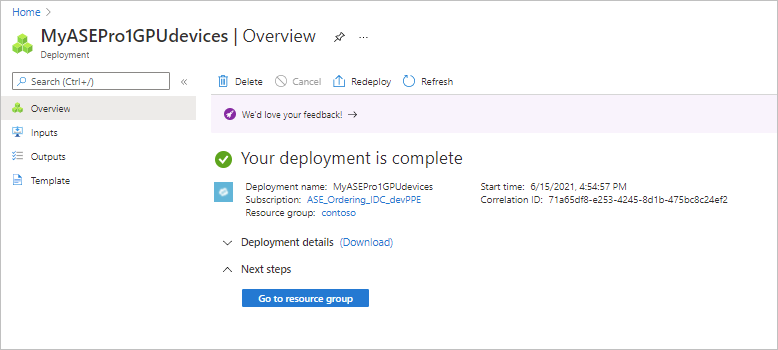 Home
MyASEPro1GPUdevices | Overview
Deployment
Search (Ctrl+/)
Delete Cancel Redeploy Refresh
Overview
Inputs
Outputs
Template
We'd love your feedback!
Your deployment is complete
Deployment name: MyASEPro1GPUdevices Start time: 6/15/2021, 4:54:57 PM
Subscription: ASE_Ordering_IDC_devPPE Correlation ID: 71a65df8-e253-4245-8d1b-475bc8c24ef2
Resource group: contoso
Deployment details (Download)
Next steps
Go to resource group